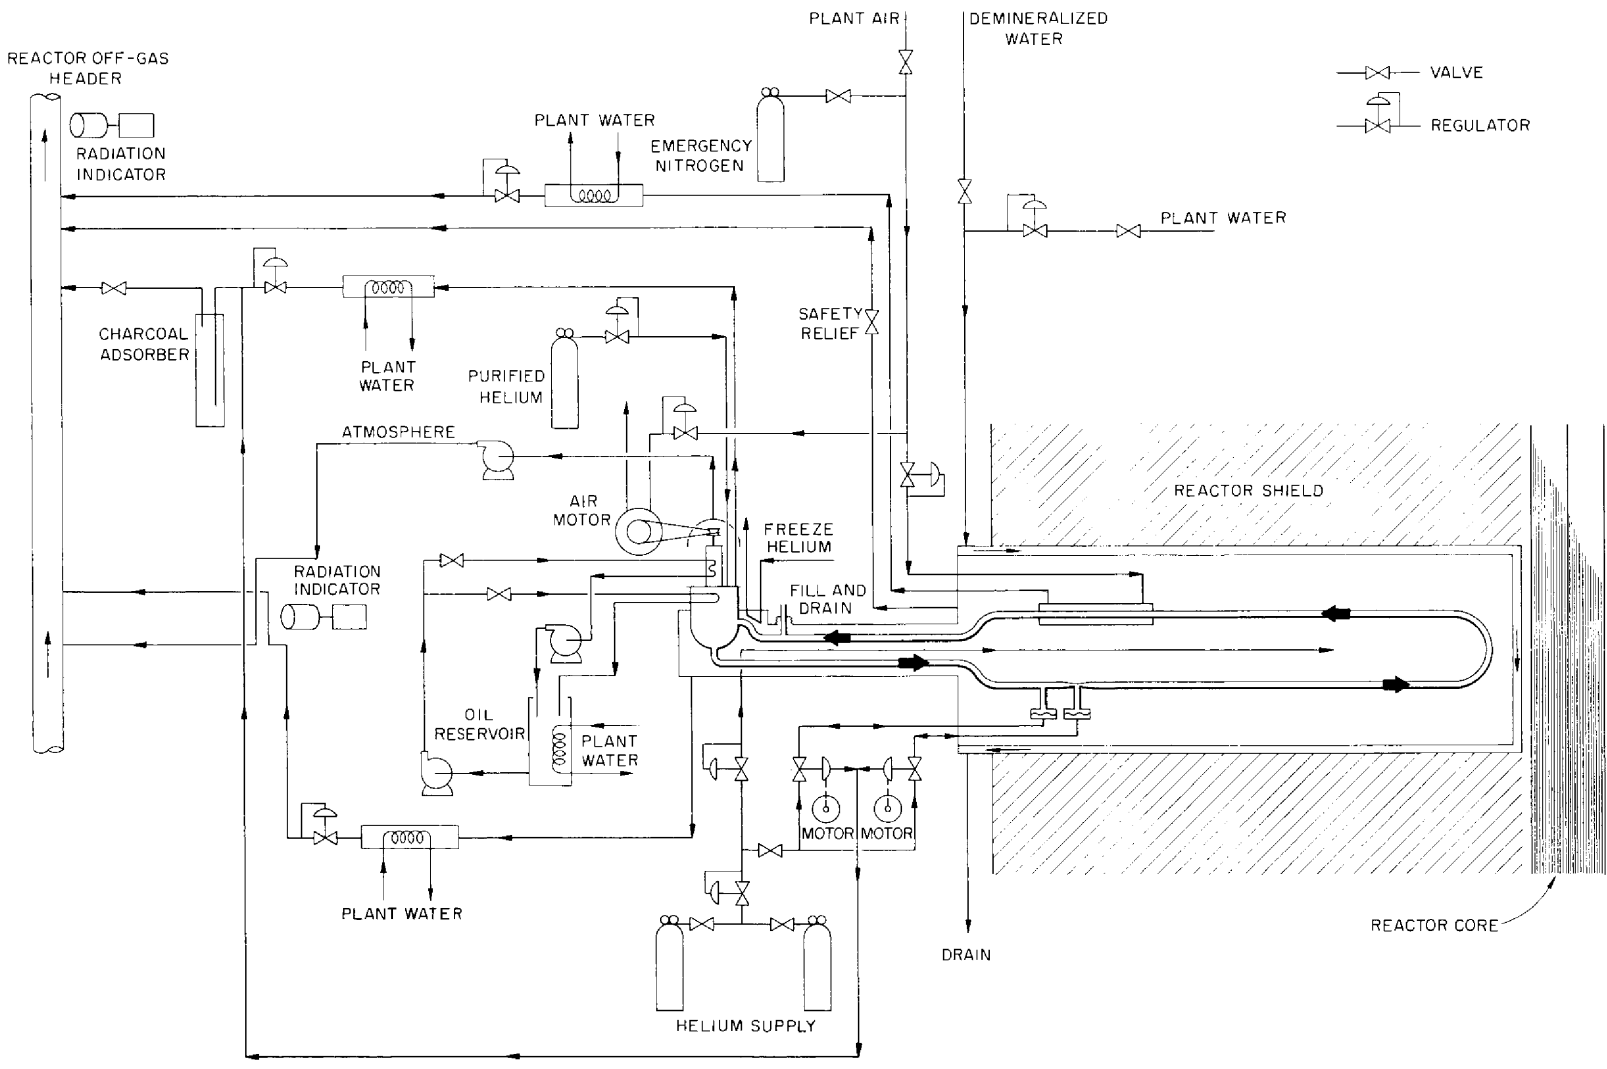 PLANT AIR
DEMINERALIZED
WATER
REACTOR OFF-GAS
HEADER
VALVE
REGULATOR
RADIATION
INDICATOR
PLANT WATER
EMERGENCY
NITROGEN
PLANT WATER
SAFETY
RELIEF
CHARCOAL
ADSORBER
PLANT
WATER
PURIFIED
HELIUM
ATMOSPHERE
REACTOR SHIELD
AIR
MOTOR
FREEZE
HELIUM
RADIATION
INDICATOR
FILL AND
DRAIN
OIL
RESERVOIR
PLANT
WATER
MOTOR
MOTOR
PLANT WATER
REACTOR CORE
DRAIN
HELIUM SUPPLY